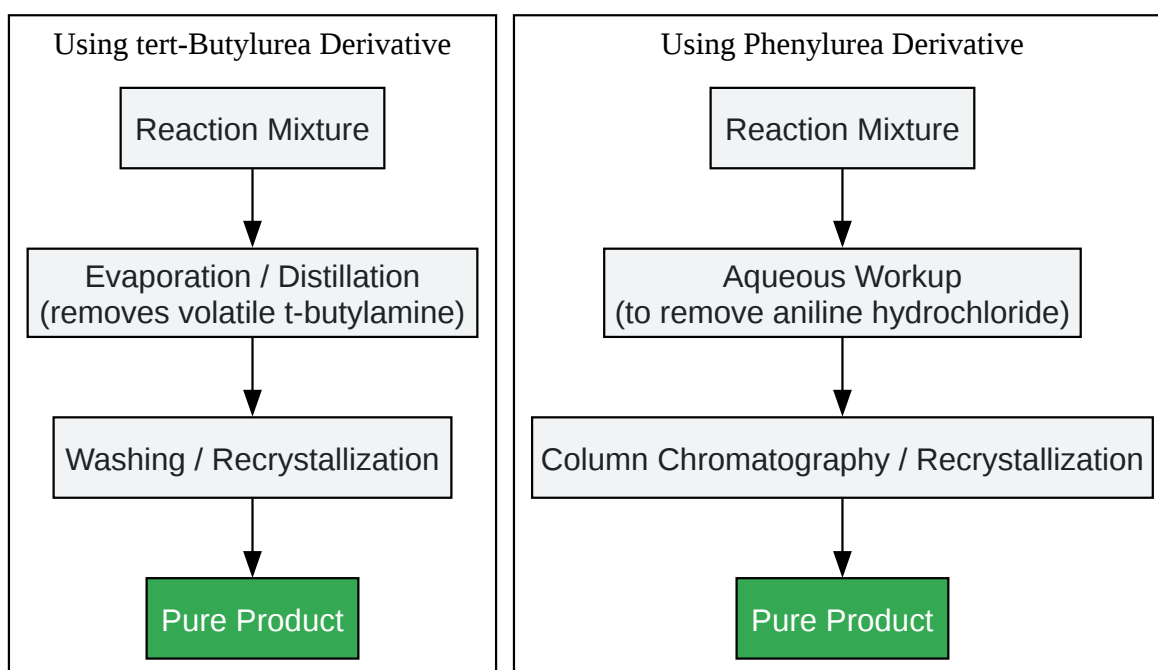 Using tert-Butylurea Derivative
Reaction Mixture
Evaporation / Distillation
(removes volatile t-butylamine)
Washing / Recrystallization
Pure Product
Using Phenylurea Derivative
Reaction Mixture
Aqueous Workup
(to remove aniline hydrochloride)
Column Chromatography / Recrystallization
Pure Product